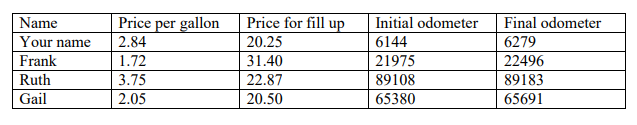 Name Price per gallon Price for fill up Initial odometer Final odometer
Your name 2.84 20.25 6144 6279
Frank 1.72 31.40 21975 22496
Ruth 3.75 22.87 89108 89183
Gail 2.05 20.50 65380 65691